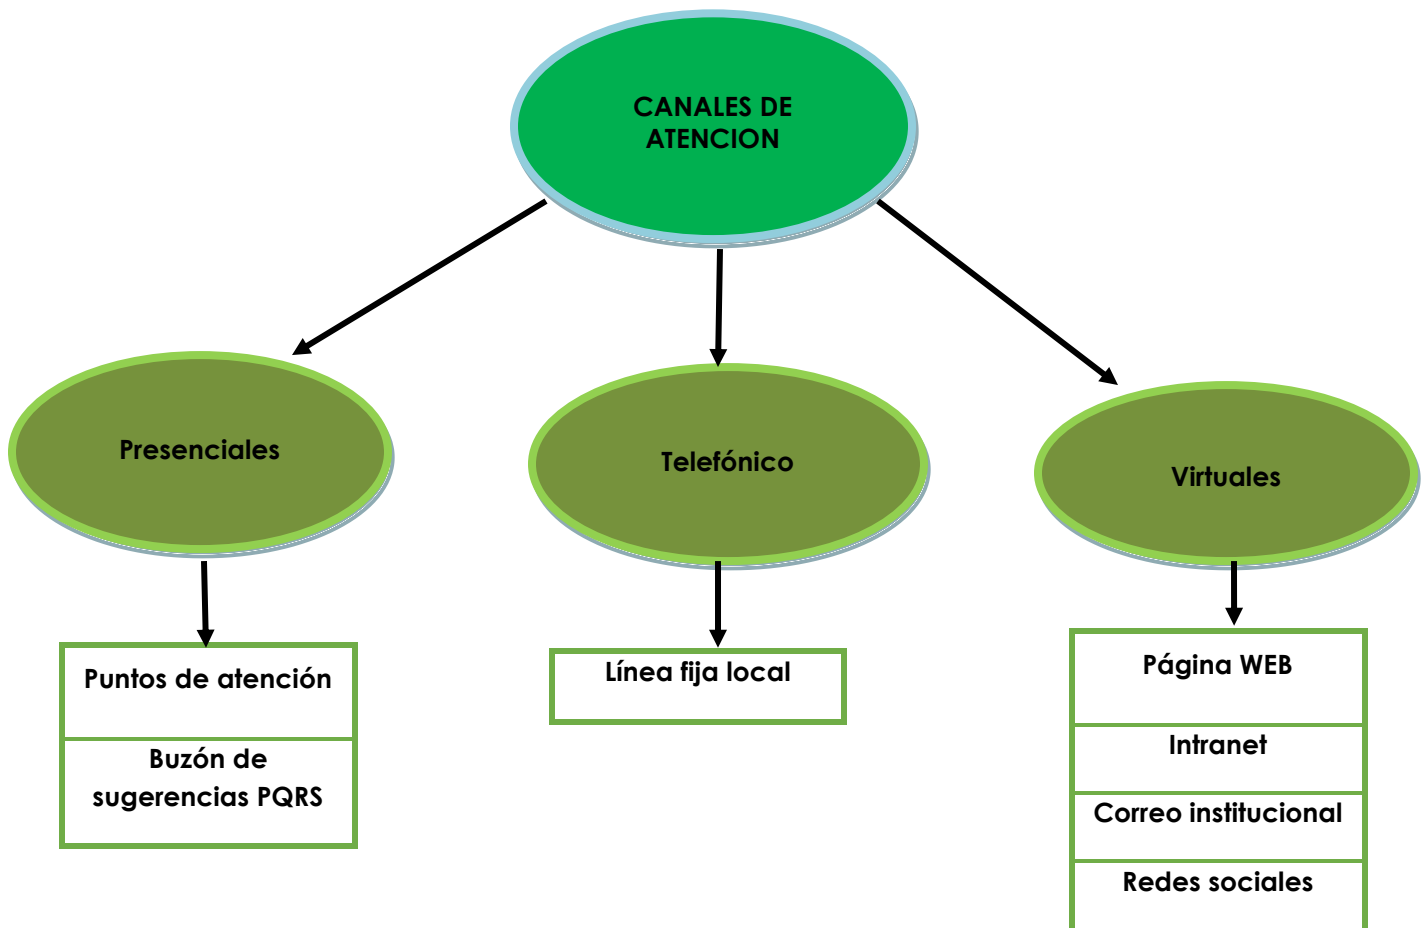 CANALES DE
ATENCION
Presenciales
Telefónico
Virtuales
Puntos de atención
Buzón de
sugerencias PQRS
Línea fija local
Página WEB
Intranet
Correo institucional
Redes sociales